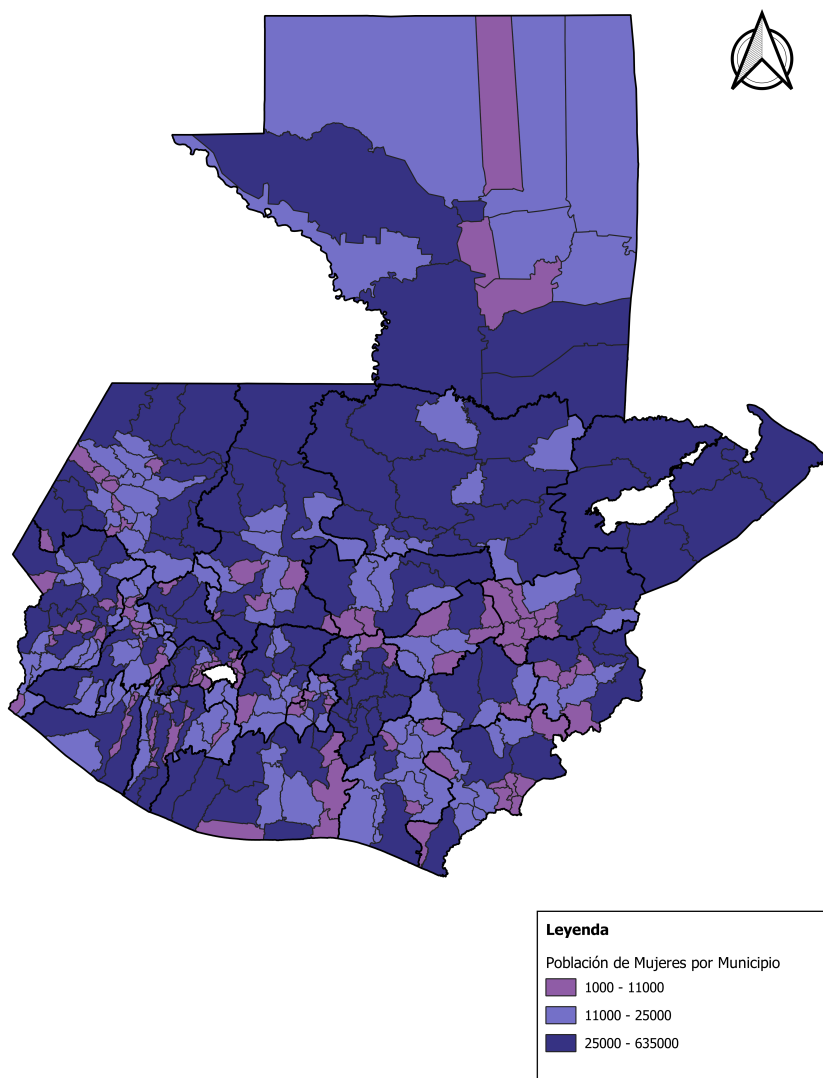 Leyenda
Población de Mujeres por Municipio
1000 - 11000
11000 - 25000
25000 - 635000